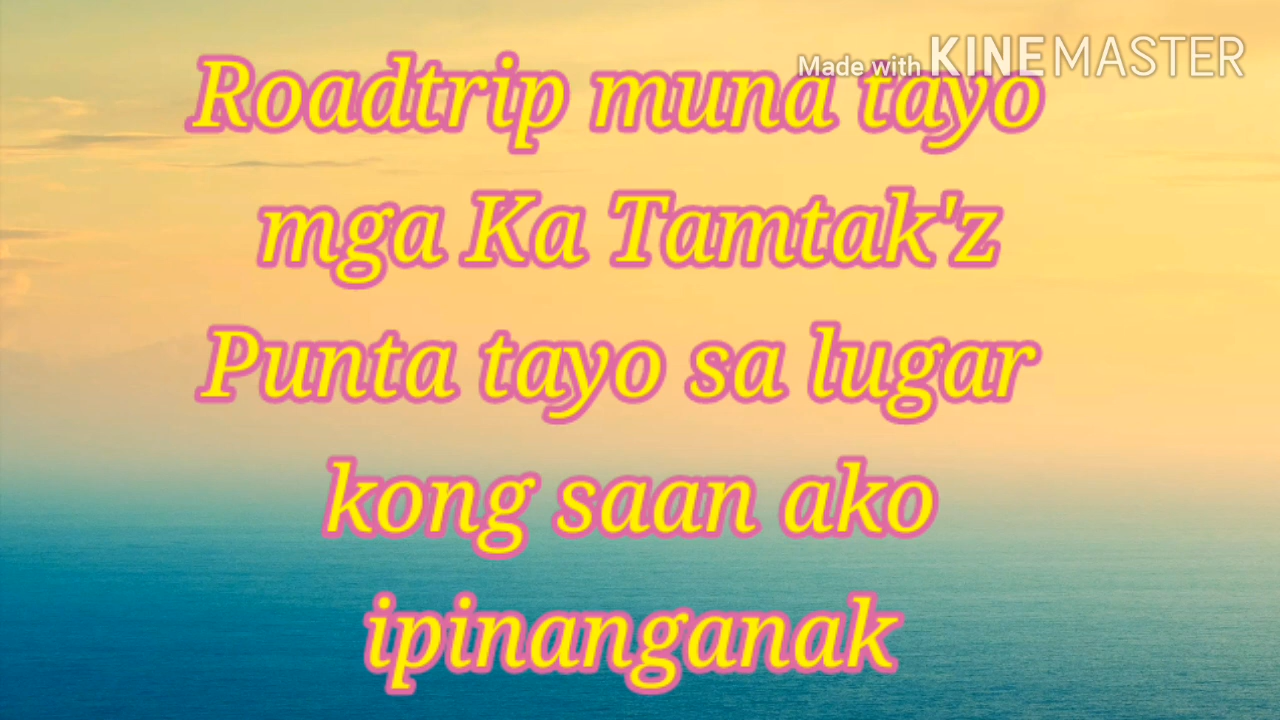 Made with KINEMASTER
Roadtrip muna tayo
mga Ka Tamtak'z
Punta tayo sa lugar
kong saan ako
ipinanganak